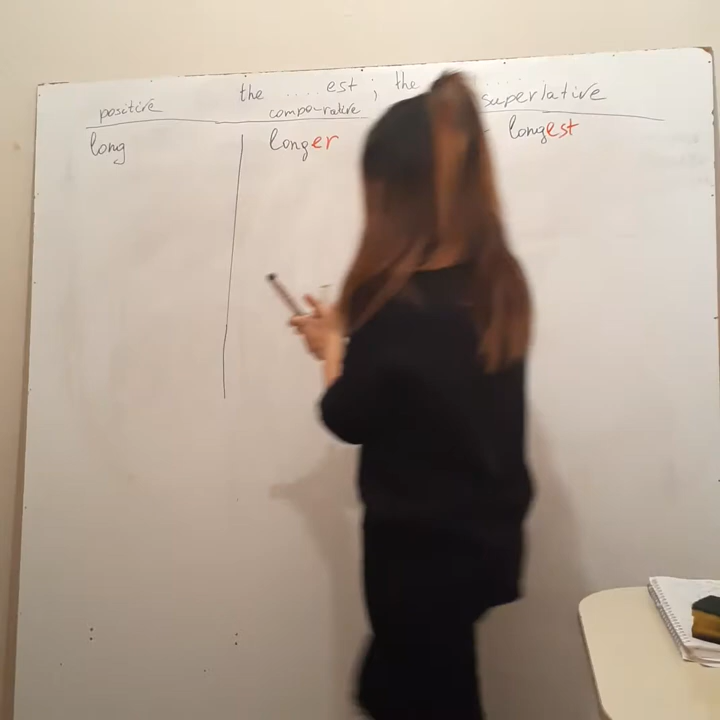 the .... est ; the ....
positive comparative superlative
long longer longest